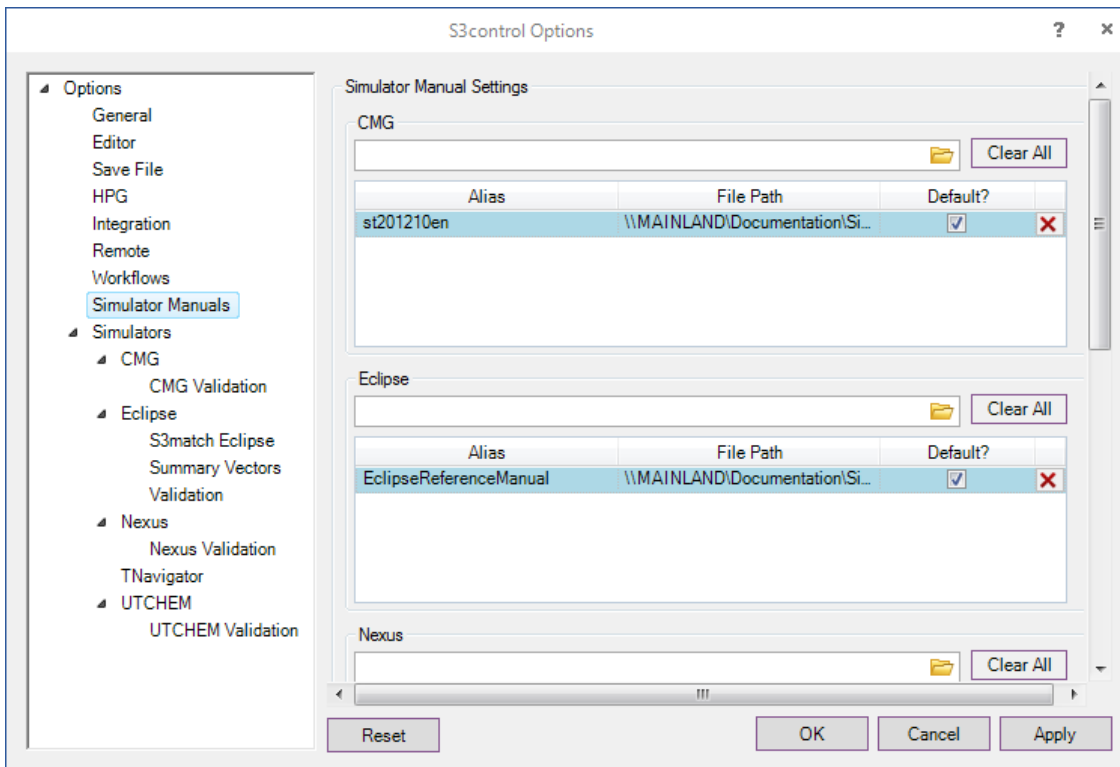 S3control Options
?
Options
General
Editor
Save File
HPG
Integration
Remote
Workflows
Simulator Manuals
Simulators
CMG
CMG Validation
Eclipse
S3match Eclipse
Summary Vectors
Validation
Nexus
Nexus Validation
TNavigator
UTCHEM
UTCHEM Validation
Simulator Manual Settings
CMG
Clear All
Alias File Path Default?
st201210en \\MAINLAND\Documentation\Si...
Eclipse
Clear All
Alias File Path Default?
EclipseReferenceManual \\MAINLAND\Documentation\Si...
Nexus
Clear All
Reset OK Cancel Apply